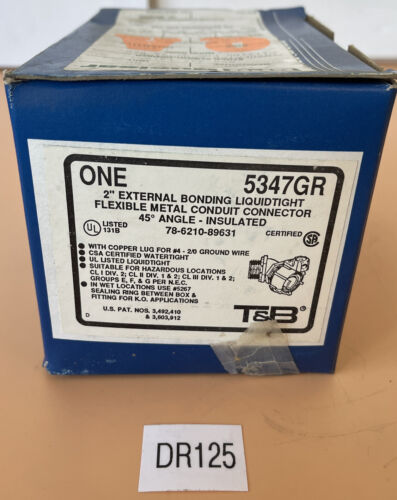 ONE 5347GR
2" EXTERNAL BONDING LIQUIDTIGHT
FLEXIBLE METAL CONDUIT CONNECTOR
45° ANGLE - INSULATED
UL LISTED 131B
78-6210-89631
CERTIFIED SA
• WITH COPPER LUG FOR #4 - 2/0 GROUND WIRE
• CSA CERTIFIED WATERTIGHT
• UL LISTED LIQUIDTIGHT
• SUITABLE FOR HAZARDOUS LOCATIONS
CL I DIV. 2; CL II DIV. 1 & 2; CL III DIV. 1 & 2;
GROUPS E, F, & G PER N.E.C.
• IN WET LOCATIONS USE #5267
SEALING RING BETWEEN BOX &
FITTING FOR K.O. APPLICATIONS
U.S. PAT. NOS. 3,492,410
& 3,603,912
D
T&B®
DR125